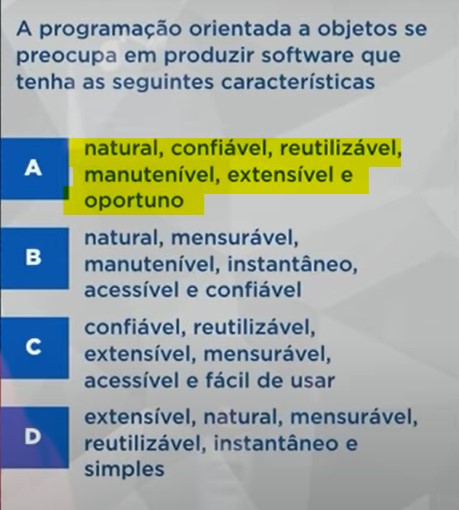 A programação orientada a objetos se
preocupa em produzir software que
tenha as seguintes características
A
natural, confiável, reutilizável,
manutenível, extensível e
oportuno
B
natural, mensurável,
manutenível, instantâneo,
acessível e confiável
C
confiável, reutilizável,
extensível, mensurável,
acessível e fácil de usar
D
extensível, natural, mensurável,
reutilizável, instantâneo e
simples